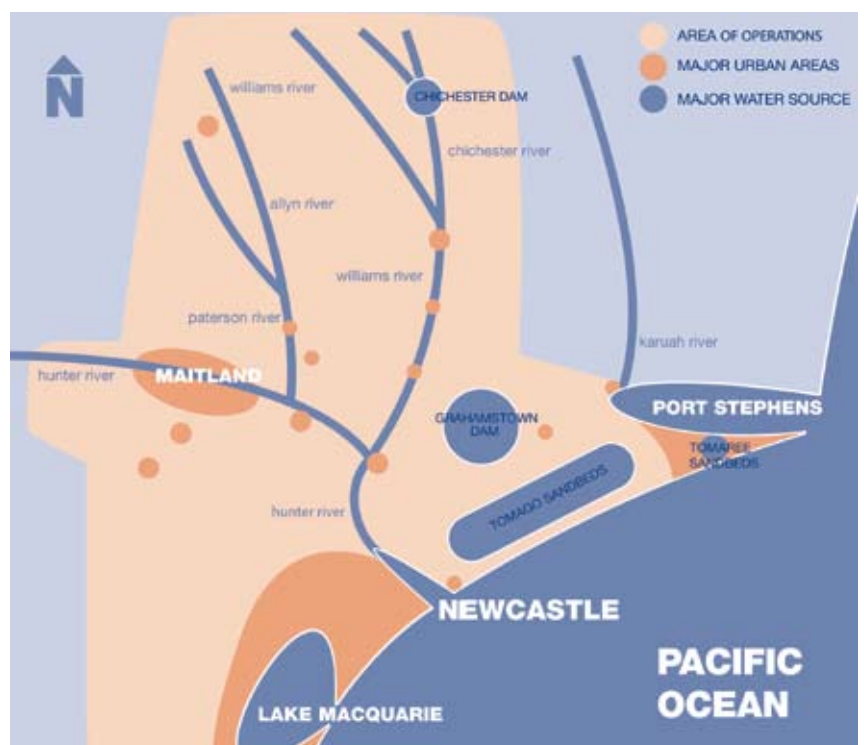 AREA OF OPERATIONS
MAJOR URBAN AREAS
MAJOR WATER SOURCE
N
williams river
CHICHESTER DAM
chichester river
allyn river
williams river
paterson river
karuah river
hunter river
MAITLAND
PORT STEPHENS
GRAHAMSTOWN
DAM
TOMAREE
SANDBEDS
TOMAGO SANDBEDS
hunter river
NEWCASTLE
PACIFIC
OCEAN
LAKE MACQUARIE